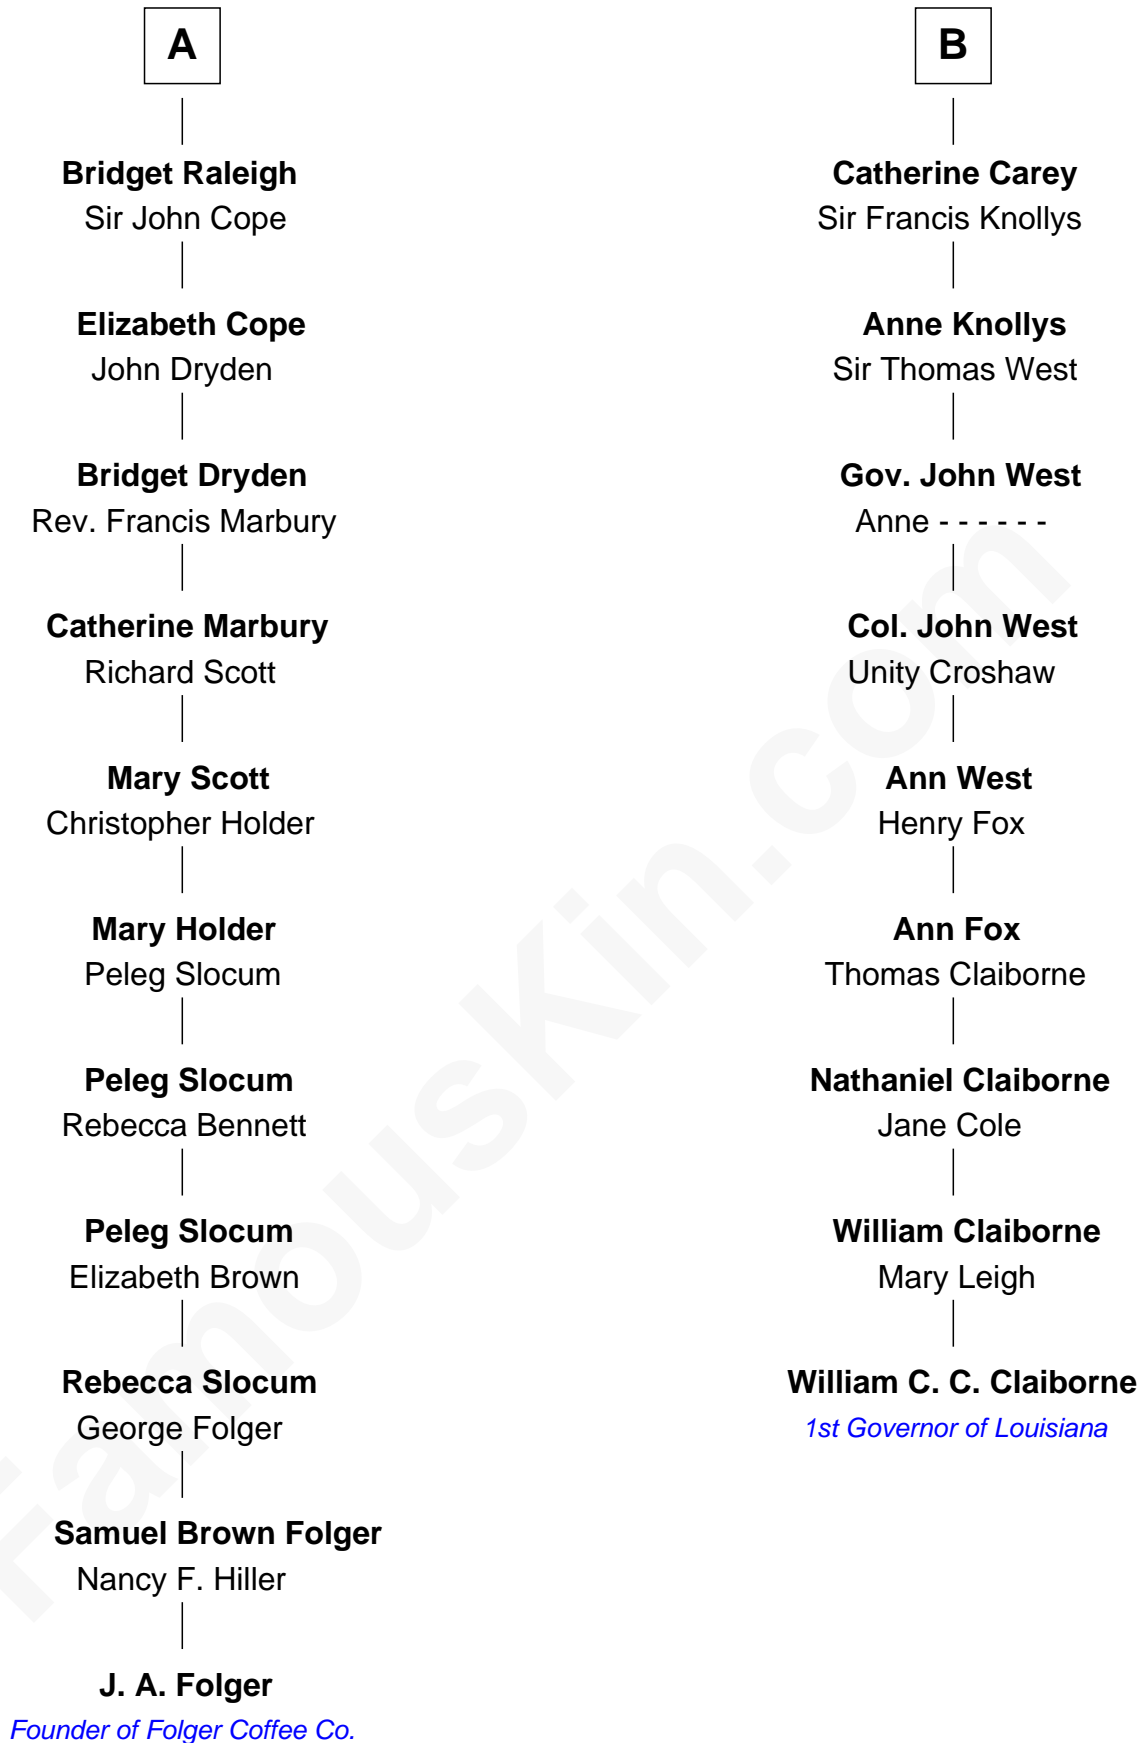 A
Bridget Raleigh
Sir John Cope
Elizabeth Cope
John Dryden
Bridget Dryden
Rev. Francis Marbury
Catherine Marbury
Richard Scott
Mary Scott
Christopher Holder
Mary Holder
Peleg Slocum
Peleg Slocum
Rebecca Bennett
Peleg Slocum
Elizabeth Brown
Rebecca Slocum
George Folger
Samuel Brown Folger
Nancy F. Hiller
J. A. Folger
Founder of Folger Coffee Co.
B
Catherine Carey
Sir Francis Knollys
Anne Knollys
Sir Thomas West
Gov. John West
Anne - - - - - -
Col. John West
Unity Croshaw
Ann West
Henry Fox
Ann Fox
Thomas Claiborne
Nathaniel Claiborne
Jane Cole
William Claiborne
Mary Leigh
William C. C. Claiborne
1st Governor of Louisiana
FamousKin.com